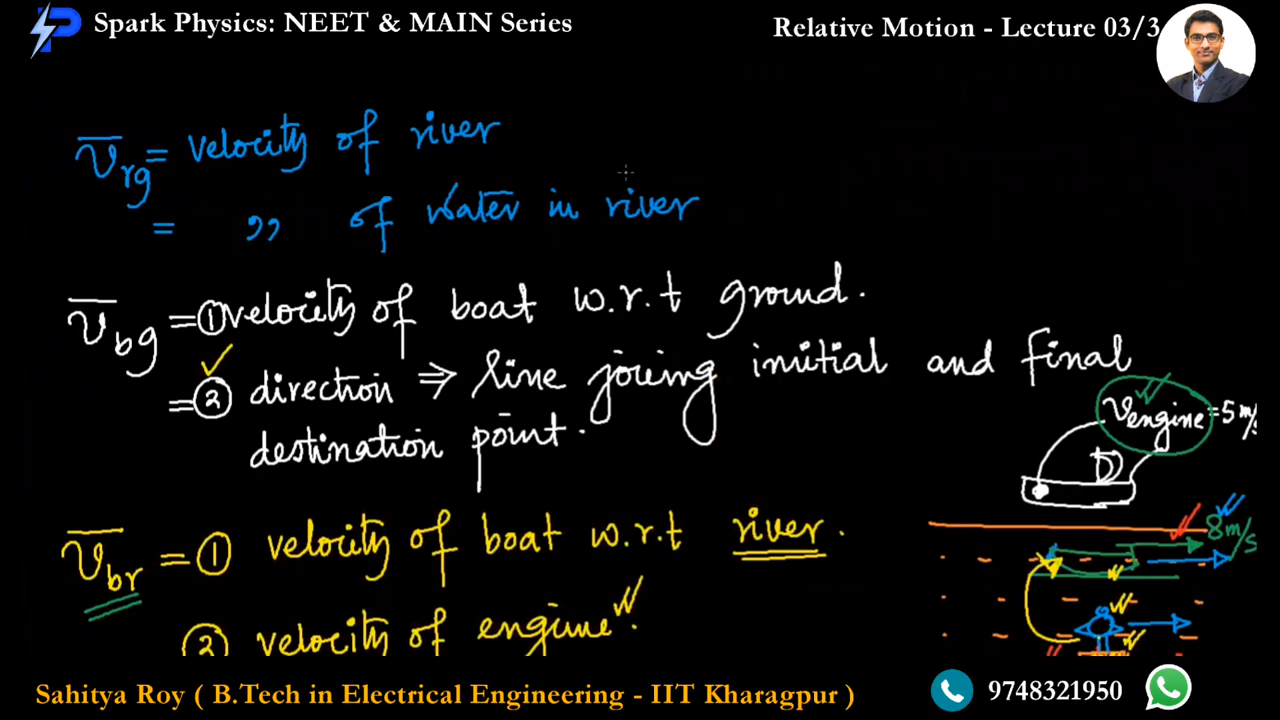 Spark Physics: NEET & MAIN Series
Relative Motion - Lecture 03/3
v̅rg = velocity of river
= ,, of water in river
v̅bg = ① velocity of boat w.r.t ground.
= ② direction ⇒ line joining initial and final
destination point.
vengine = 5 m/s
8 m/s
v̅br = ① velocity of boat w.r.t river.
② velocity of engine.
Sahitya Roy ( B.Tech in Electrical Engineering - IIT Kharagpur )
9748321950